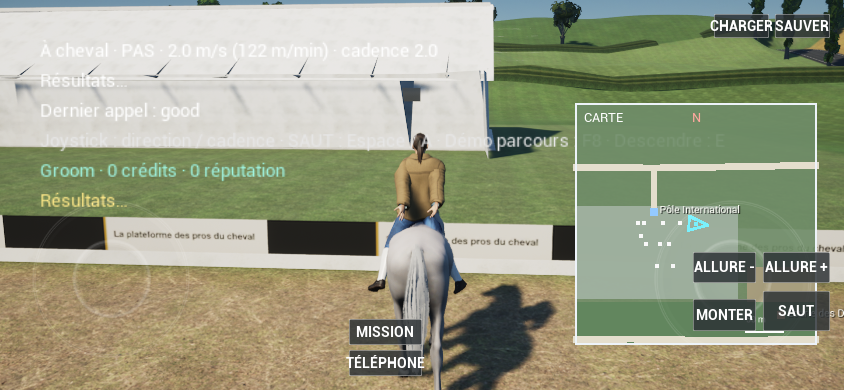 CHARGER SAUVER
À cheval · PAS · 2.0 m/s (122 m/min) · cadence 2.0
Résultats...
Dernier appel : good
Joystick : direction / cadence · SAUT : Espace Démo parcours : F8 · Descendre : E
Groom · 0 crédits · 0 réputation
Résultats...
CARTE N
Pôle International
La plateforme des pros du cheval
des pros du cheval
ALLURE - ALLURE +
MONTER SAUT
MISSION
TÉLÉPHONE